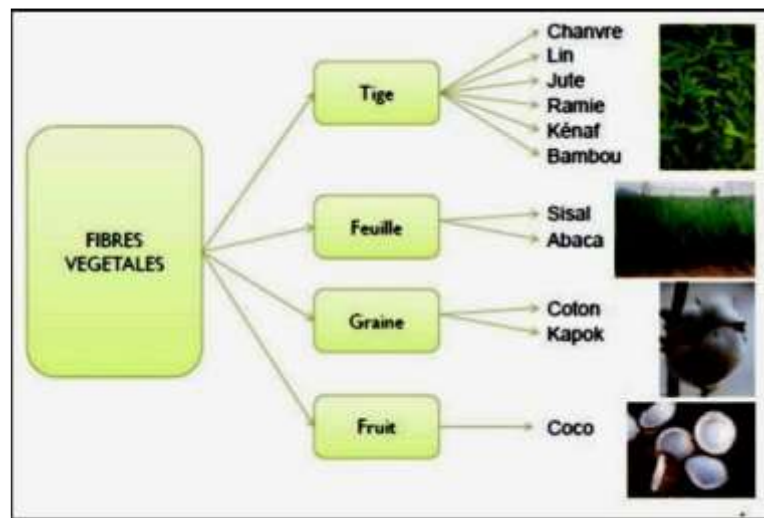 FIBRES
VEGETALES
Tige
Chanvre
Lin
Jute
Ramie
Kénaf
Bambou
Feuille
Sisal
Abaca
Graine
Coton
Kapok
Fruit
Coco